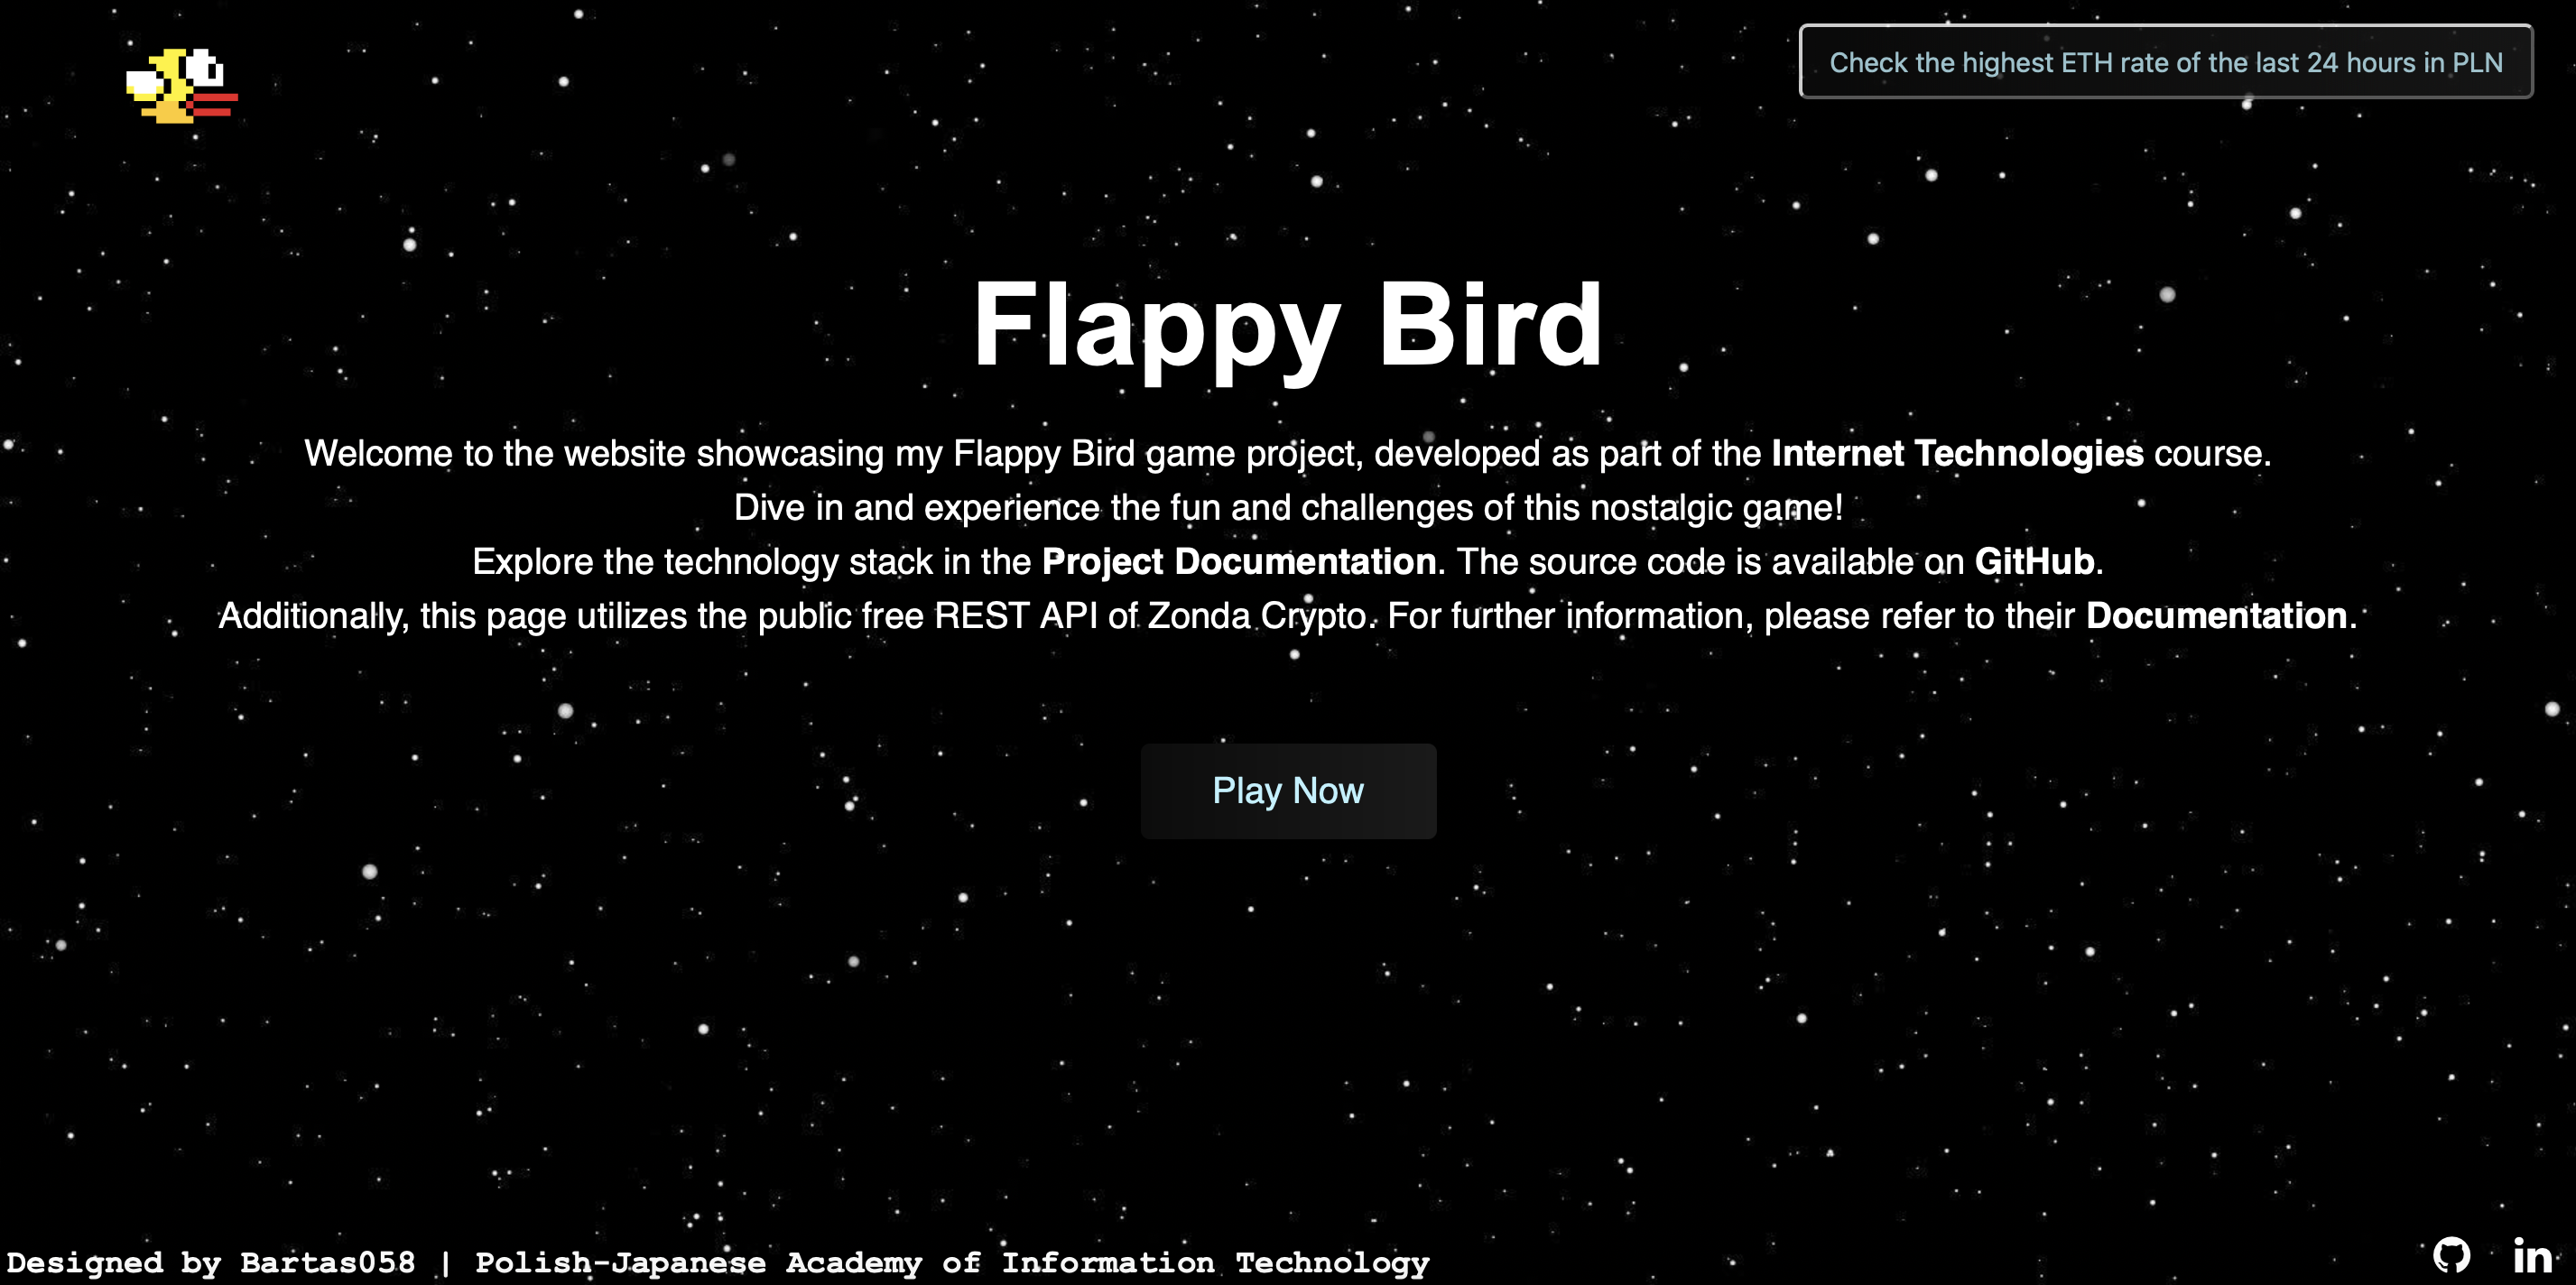 Check the highest ETH rate of the last 24 hours in PLN
Flappy Bird
Welcome to the website showcasing my Flappy Bird game project, developed as part of the Internet Technologies course.
Dive in and experience the fun and challenges of this nostalgic game!
Explore the technology stack in the Project Documentation. The source code is available on GitHub.
Additionally, this page utilizes the public free REST API of Zonda Crypto. For further information, please refer to their Documentation.
Play Now
Designed by Bartas058 | Polish-Japanese Academy of Information Technology
in